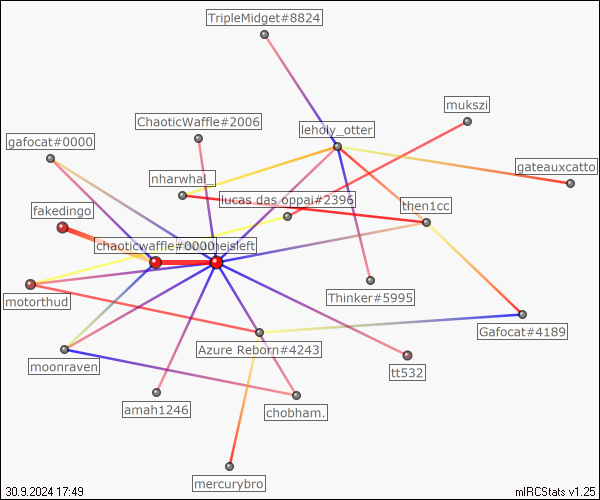 TripleMidget#8824
mukszi
ChaoticWaffle#2006
leholy_otter
gafocat#0000
gateauxcatto
nharwhal_
lucas das oppai#2396
then1cc
fakedingo
chaoticwaffle#0000
nejsleft
motorthud
Thinker#5995
Gafocat#4189
Azure Reborn#4243
moonraven
tt532
amah1246
chobham.
mercurybro
30.9.2024 17:49
mIRCStats v1.25